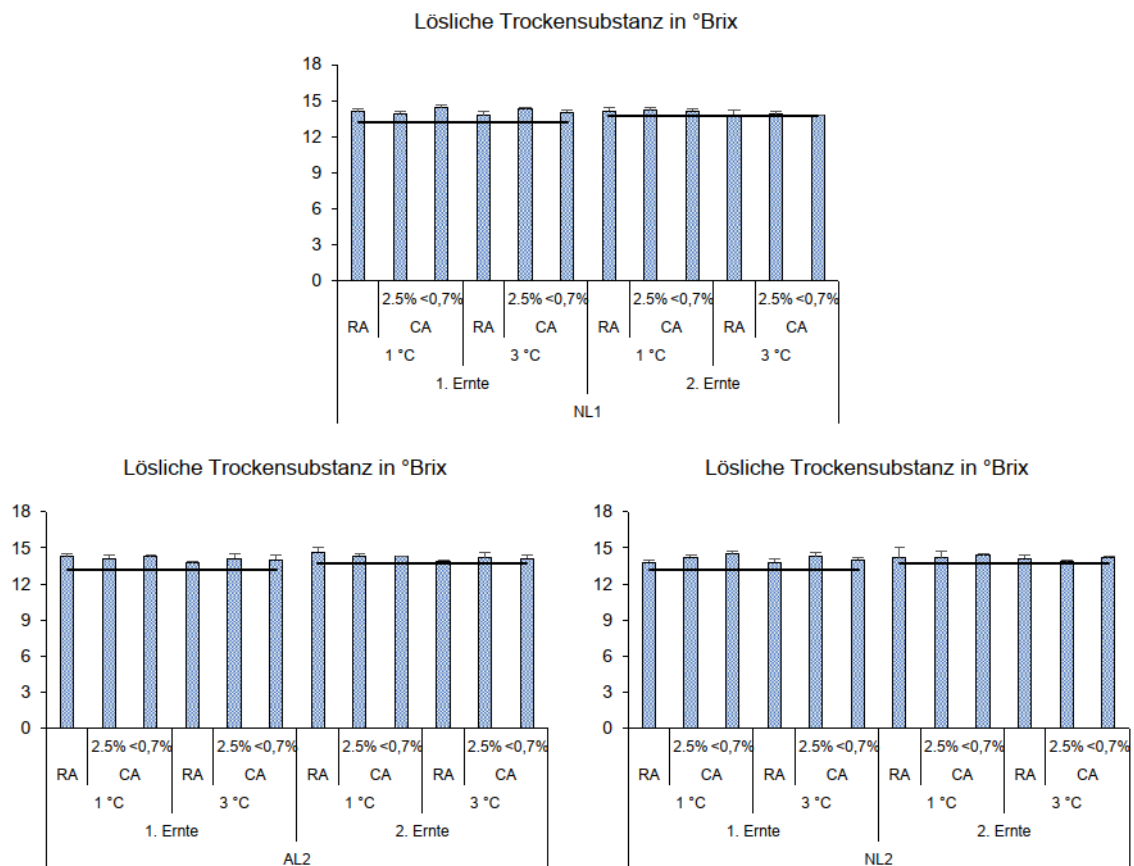 Lösliche Trockensubstanz in °Brix
18
15
12
9
6
3
0
2.5% <0,7% 2.5% <0,7% 2.5% <0,7% 2.5% <0,7%
RA CA RA CA RA CA RA CA
1 °C 3 °C 1 °C 3 °C
1. Ernte 2. Ernte
NL1
Lösliche Trockensubstanz in °Brix
18
15
12
9
6
3
0
2.5% <0,7% 2.5% <0,7% 2.5% <0,7% 2.5% <0,7%
RA CA RA CA RA CA RA CA
1 °C 3 °C 1 °C 3 °C
1. Ernte 2. Ernte
AL2
Lösliche Trockensubstanz in °Brix
18
15
12
9
6
3
0
2.5% <0,7% 2.5% <0,7% 2.5% <0,7% 2.5% <0,7%
RA CA RA CA RA CA RA CA
1 °C 3 °C 1 °C 3 °C
1. Ernte 2. Ernte
NL2